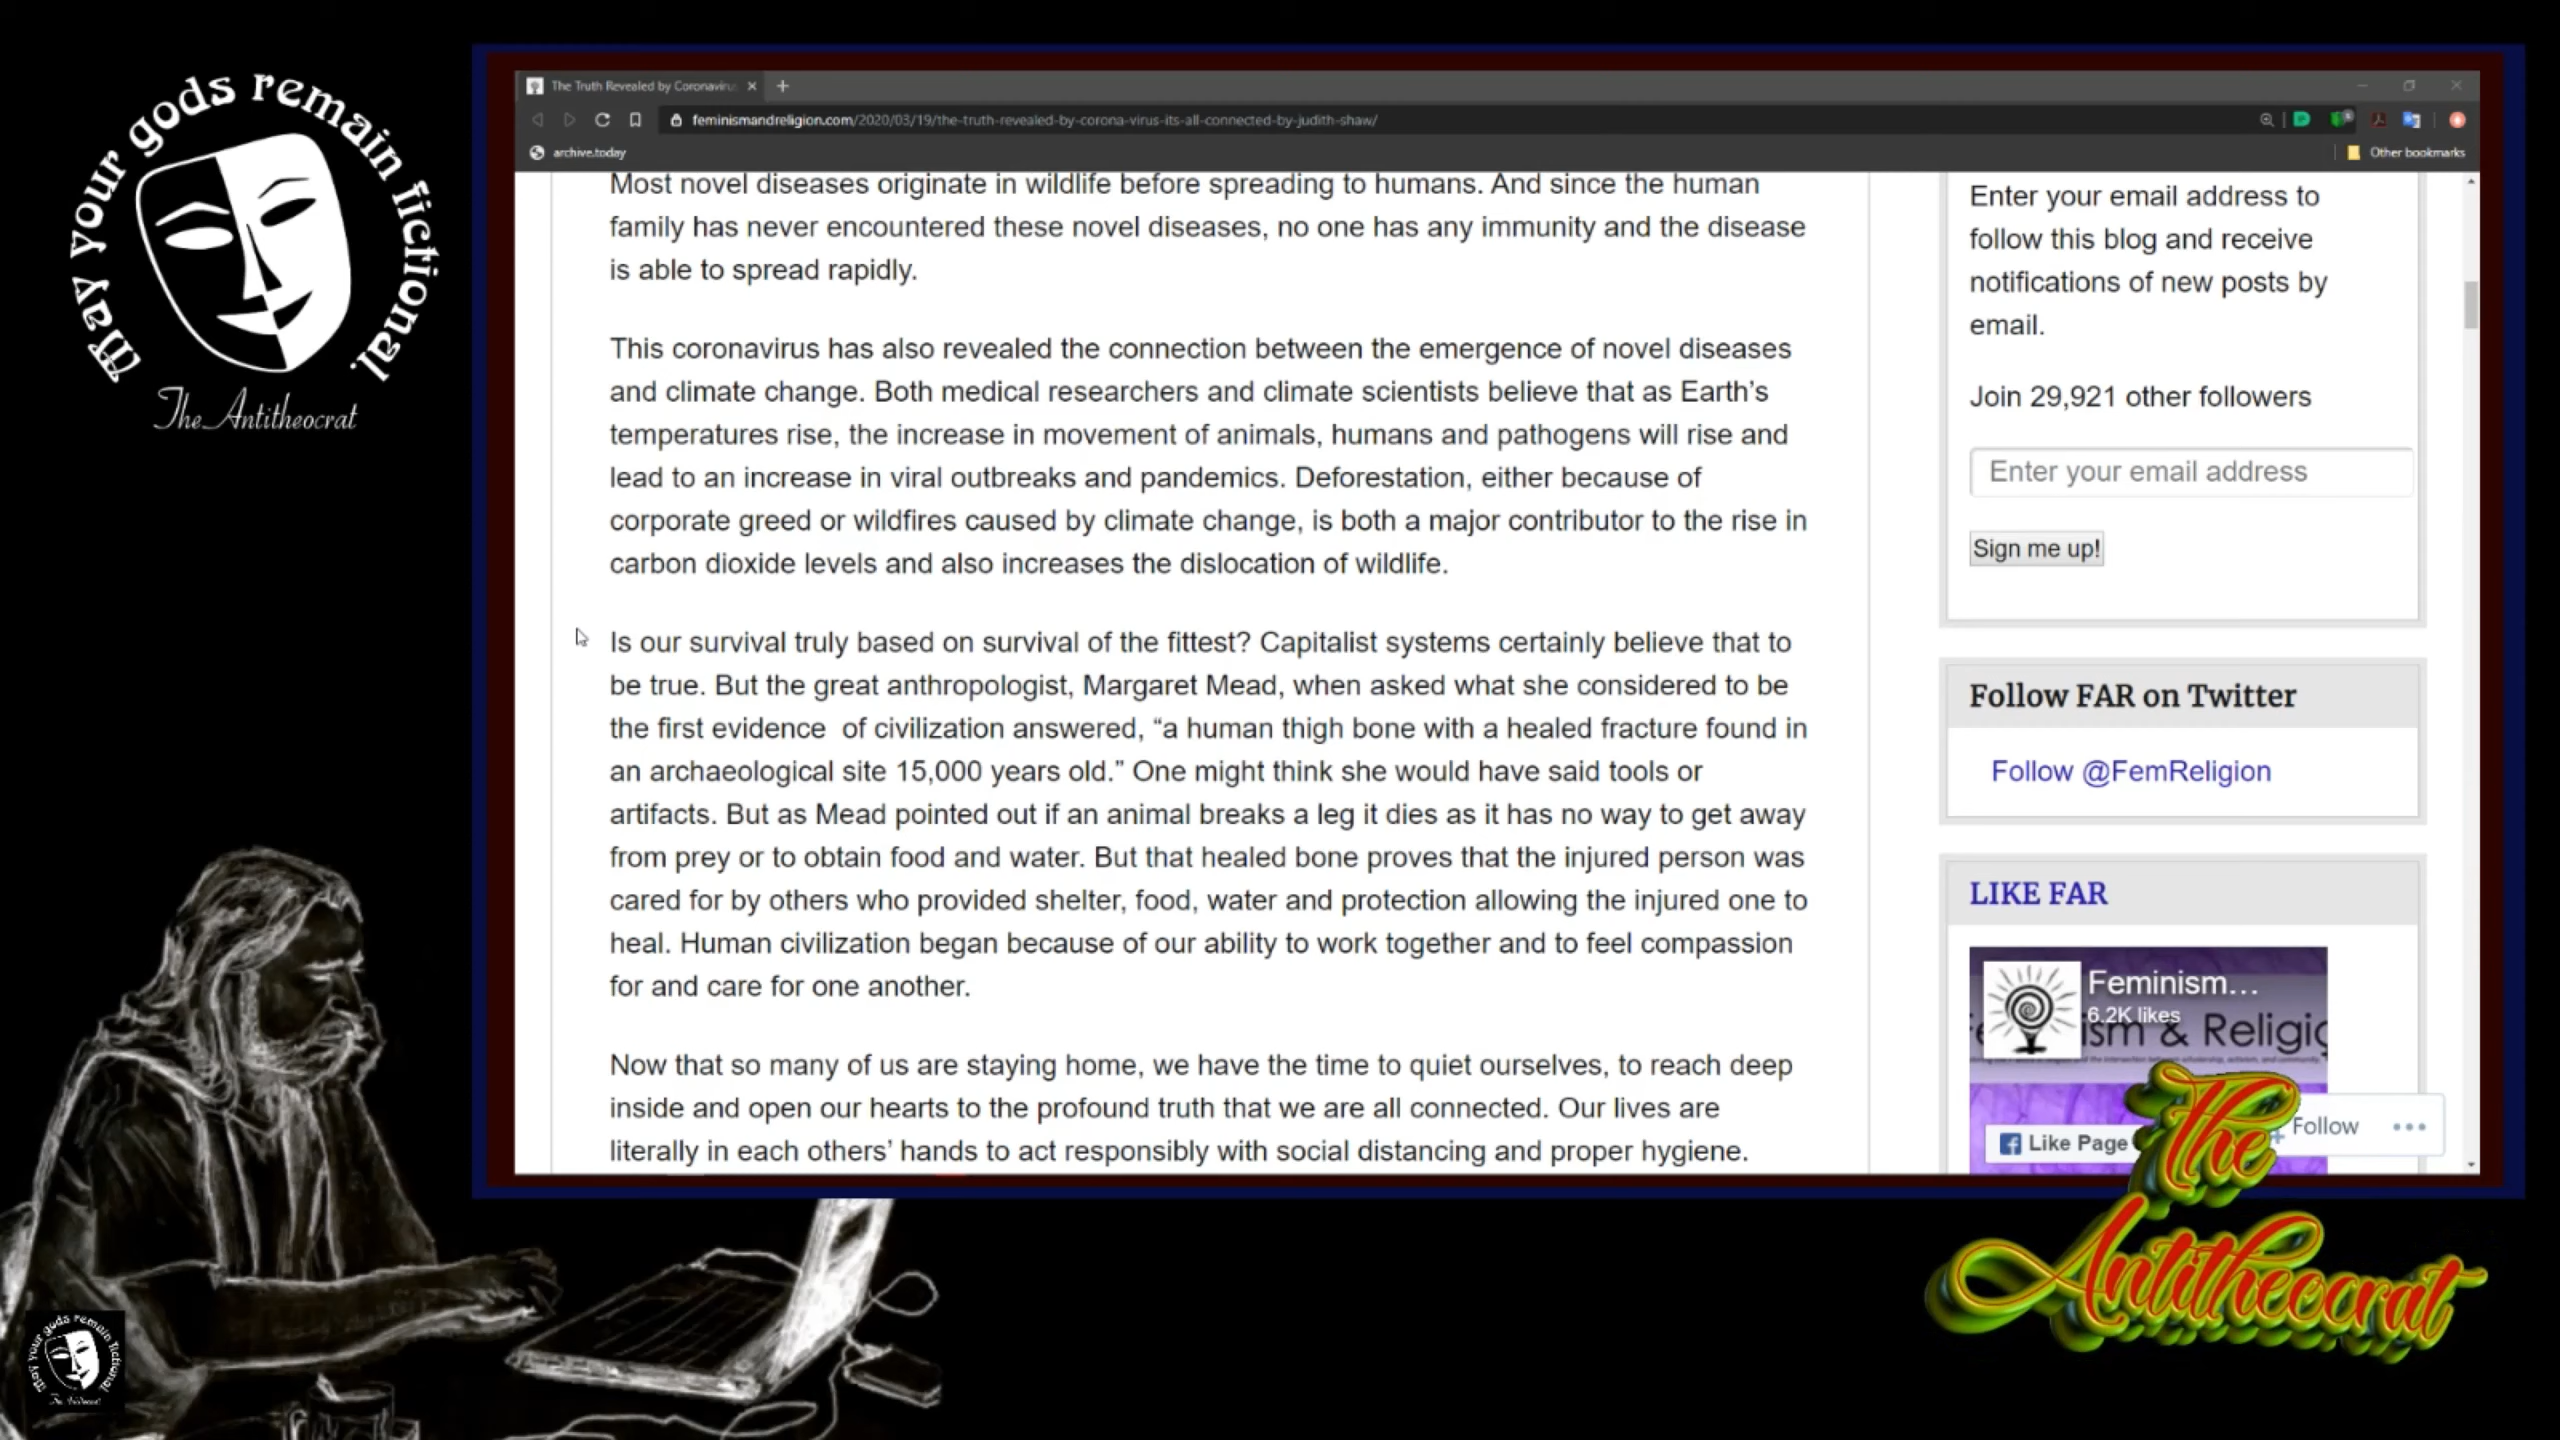 May your gods remain fictional.
The Antitheocrat
The Truth Revealed by Coronaviru
feminismandreligion.com/2020/03/19/the-truth-revealed-by-corona-virus-its-all-connected-by-judith-shaw/
archive.today
Other bookmarks
Most novel diseases originate in wildlife before spreading to humans. And since the human
family has never encountered these novel diseases, no one has any immunity and the disease
is able to spread rapidly.
This coronavirus has also revealed the connection between the emergence of novel diseases
and climate change. Both medical researchers and climate scientists believe that as Earth’s
temperatures rise, the increase in movement of animals, humans and pathogens will rise and
lead to an increase in viral outbreaks and pandemics. Deforestation, either because of
corporate greed or wildfires caused by climate change, is both a major contributor to the rise in
carbon dioxide levels and also increases the dislocation of wildlife.
Is our survival truly based on survival of the fittest? Capitalist systems certainly believe that to
be true. But the great anthropologist, Margaret Mead, when asked what she considered to be
the first evidence  of civilization answered, “a human thigh bone with a healed fracture found in
an archaeological site 15,000 years old.” One might think she would have said tools or
artifacts. But as Mead pointed out if an animal breaks a leg it dies as it has no way to get away
from prey or to obtain food and water. But that healed bone proves that the injured person was
cared for by others who provided shelter, food, water and protection allowing the injured one to
heal. Human civilization began because of our ability to work together and to feel compassion
for and care for one another.
Now that so many of us are staying home, we have the time to quiet ourselves, to reach deep
inside and open our hearts to the profound truth that we are all connected. Our lives are
literally in each others’ hands to act responsibly with social distancing and proper hygiene.
Enter your email address to
follow this blog and receive
notifications of new posts by
email.
Join 29,921 other followers
Enter your email address
Sign me up!
Follow FAR on Twitter
Follow @FemReligion
LIKE FAR
Feminism...
6.2K likes
ism & Religi
Like Page
Follow
The
Antitheocrat
May your gods remain fictional
The Antitheocrat